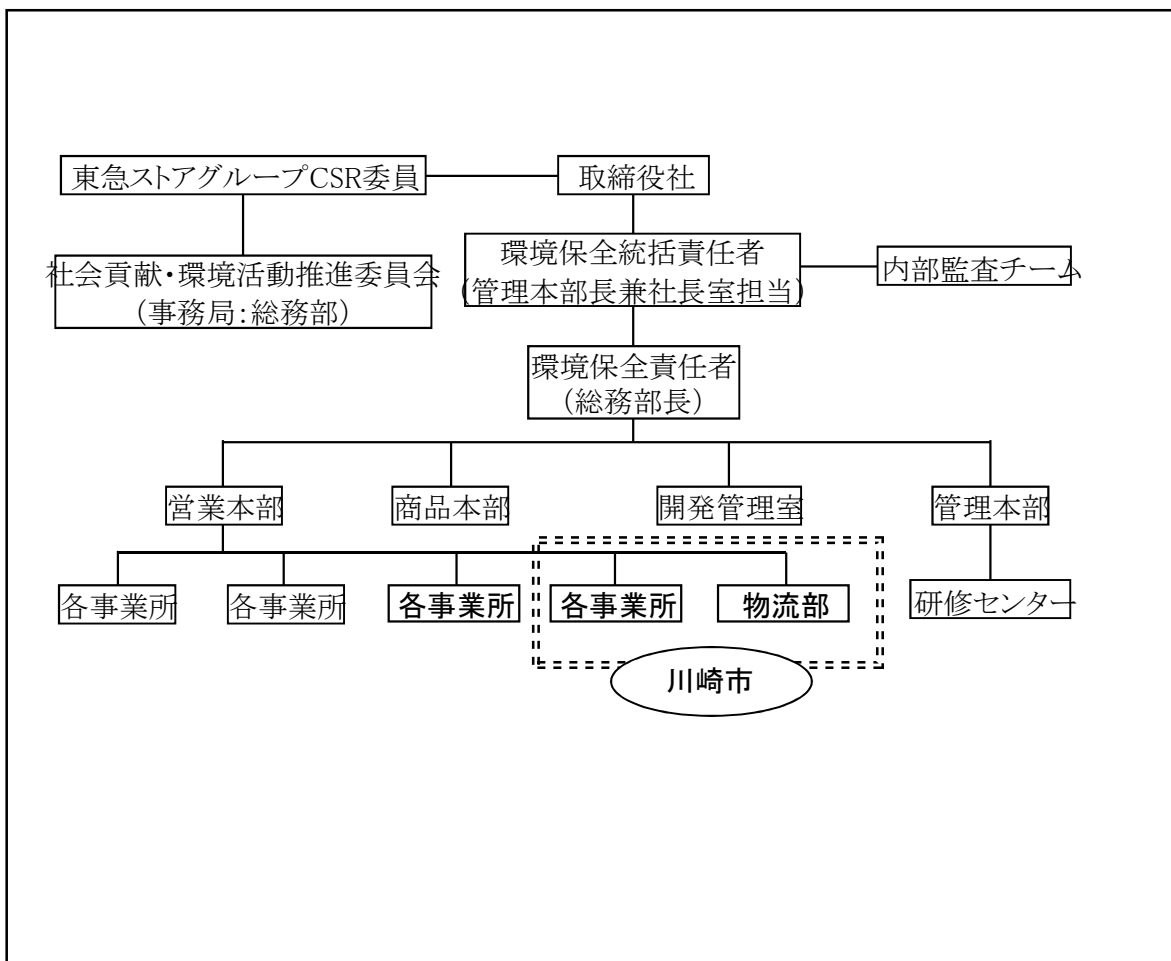 東急ストアグループCSR委員
取締役社
社会貢献・環境活動推進委員会
(事務局:総務部)
環境保全統括責任者
(管理本部長兼社長室担当)
内部監査チーム
環境保全責任者
(総務部長)
営業本部
商品本部
開発管理室
管理本部
各事業所
各事業所
各事業所
各事業所
物流部
研修センター
川崎市